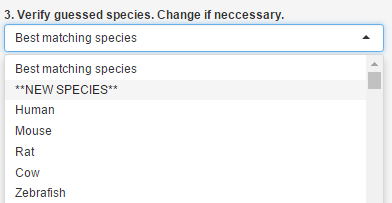 3. Verify guessed species. Change if neccessary.
Best matching species
Best matching species
**NEW SPECIES**
Human
Mouse
Rat
Cow
Zebrafish